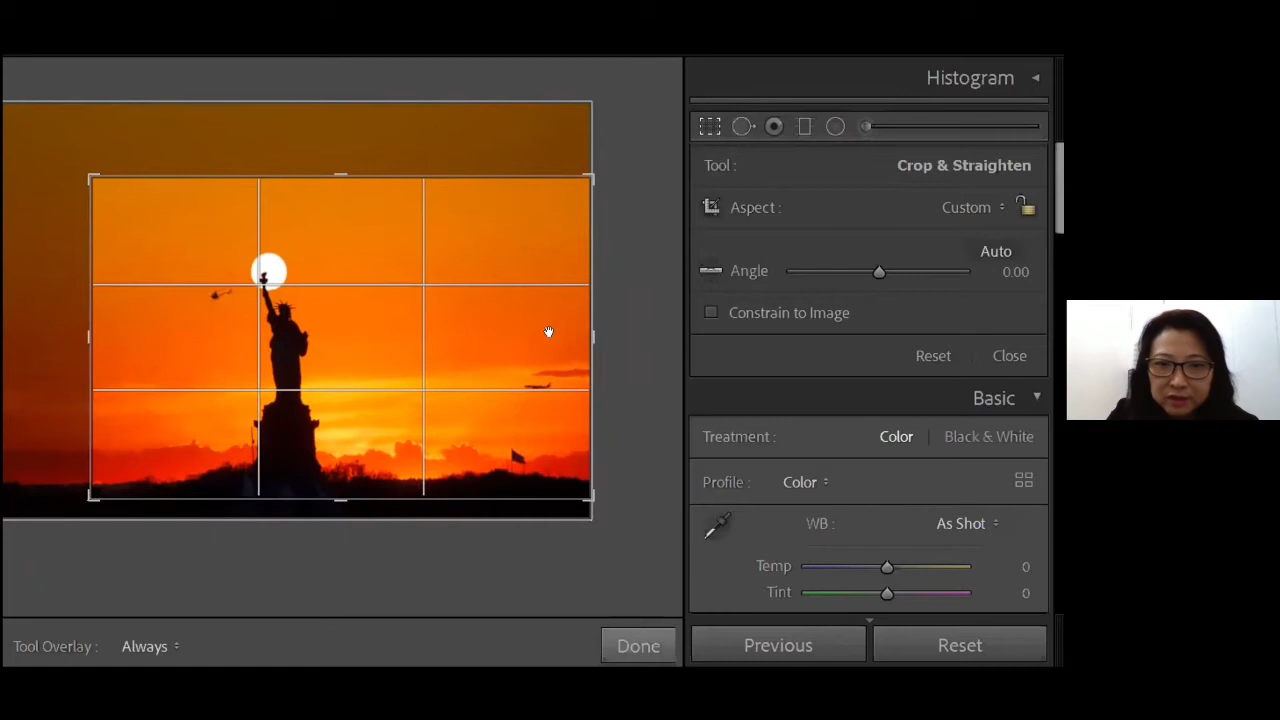 Histogram
Tool :
Crop & Straighten
Aspect :
Custom
Auto
Angle
0.00
Constrain to Image
Reset
Close
Basic
Treatment :
Color
Black & White
Profile :
Color
WB :
As Shot
Temp
0
Tint
0
Tool Overlay :
Always
Done
Previous
Reset